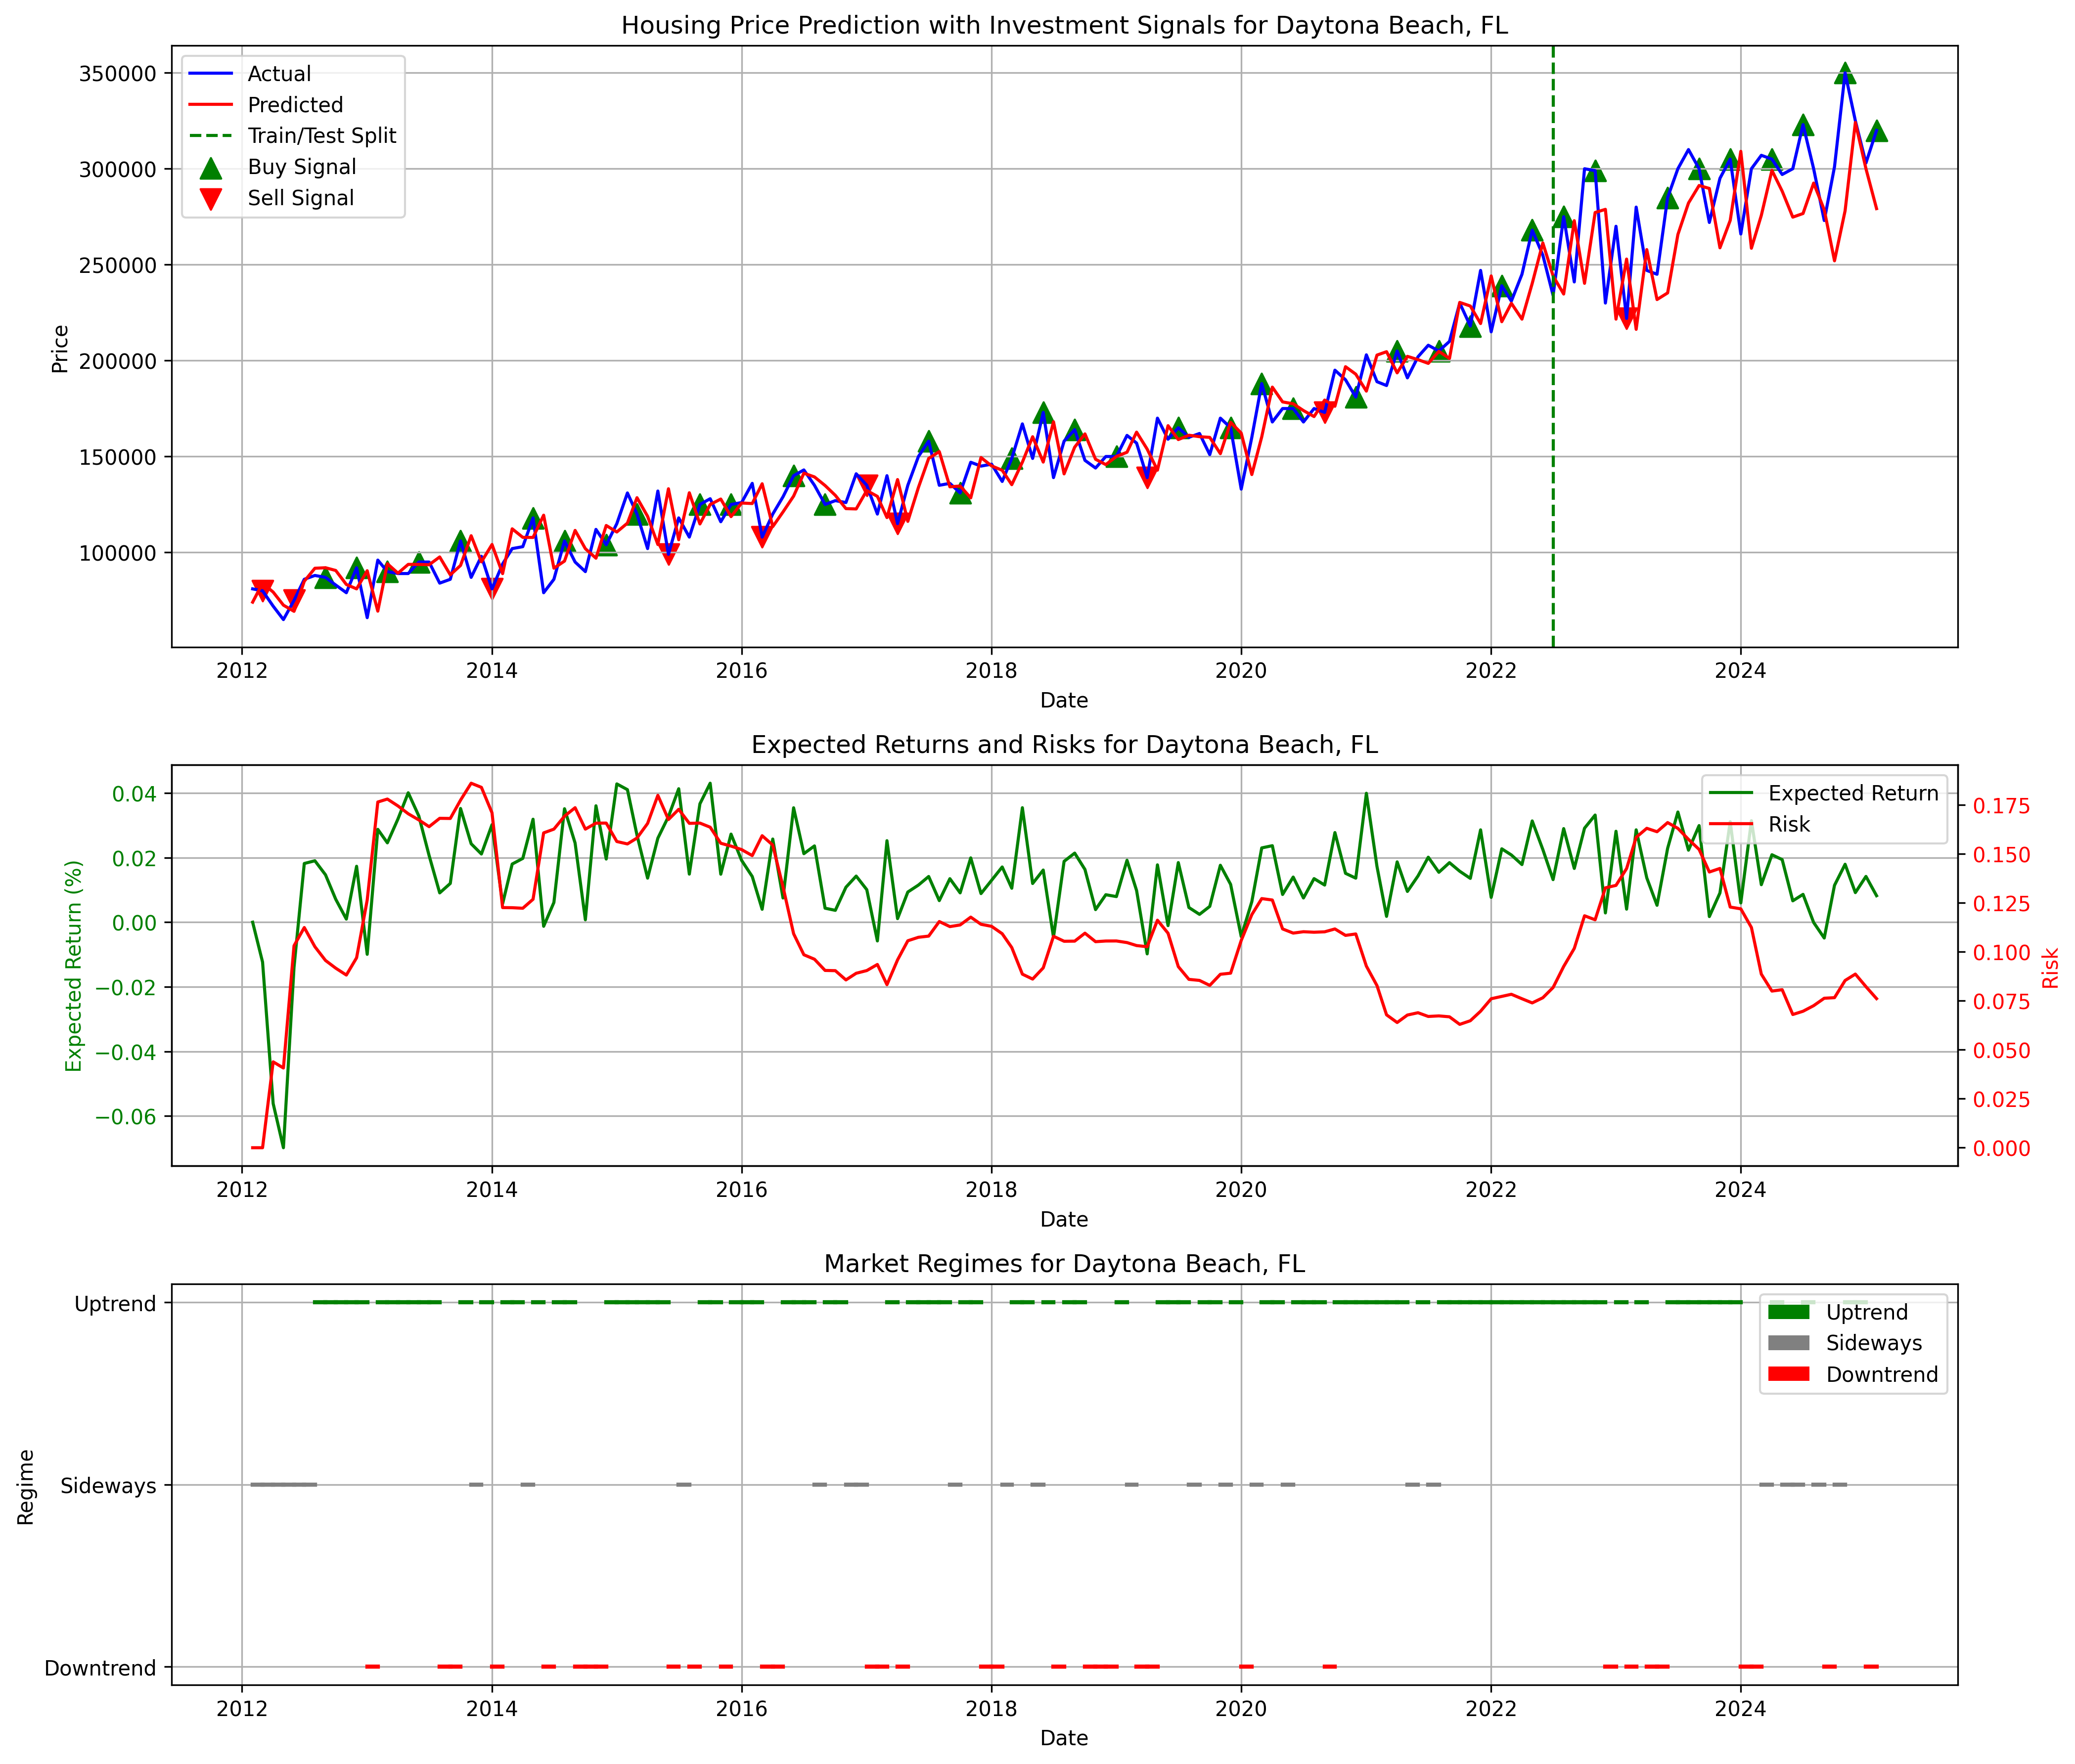 Housing Price Prediction with Investment Signals for Daytona Beach, FL
Actual
Predicted
Train/Test Split
Buy Signal
Sell Signal
Price
350000
300000
250000
200000
150000
100000
2012 2014 2016 2018 2020 2022 2024
Date
Expected Returns and Risks for Daytona Beach, FL
Expected Return
Risk
Expected Return (%)
0.04
0.02
0.00
−0.02
−0.04
−0.06
0.175
0.150
0.125
0.100
0.075
0.050
0.025
0.000
Risk
2012 2014 2016 2018 2020 2022 2024
Date
Market Regimes for Daytona Beach, FL
Uptrend
Sideways
Downtrend
Regime
Uptrend
Sideways
Downtrend
2012 2014 2016 2018 2020 2022 2024
Date